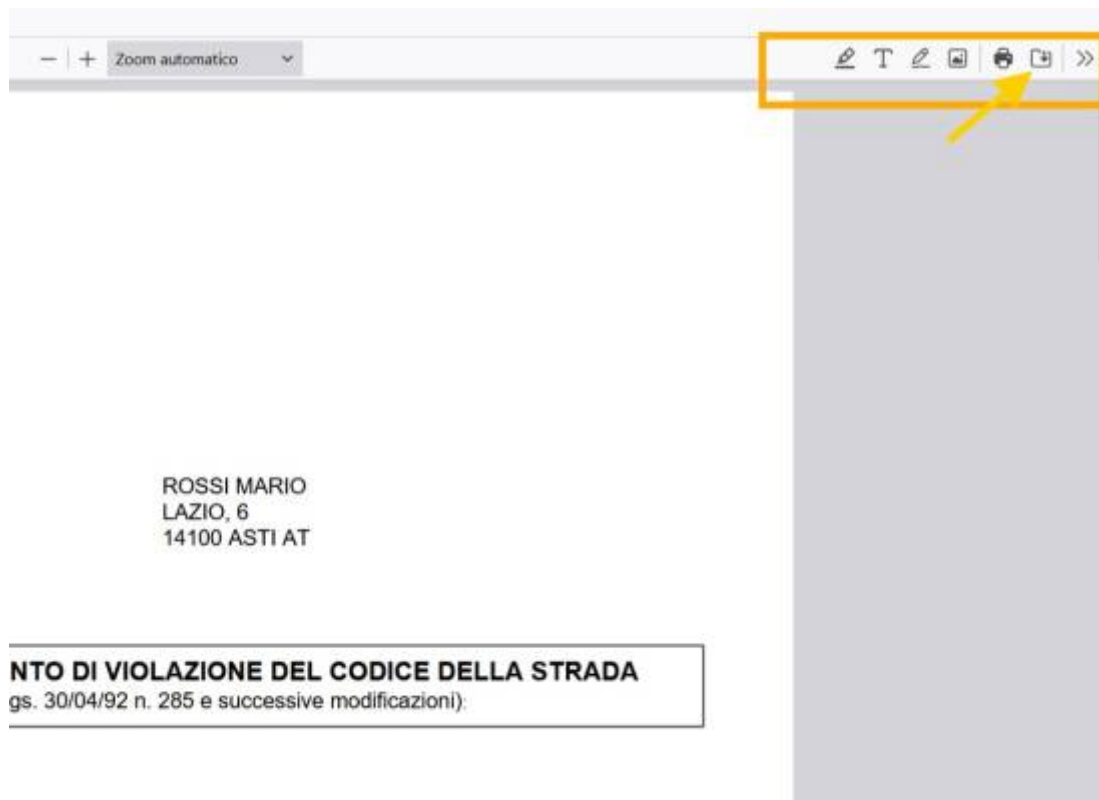 Zoom automatico
ROSSI MARIO
LAZIO, 6
14100 ASTI AT
NTO DI VIOLAZIONE DEL CODICE DELLA STRADA
gs. 30/04/92 n. 285 e successive modificazioni):